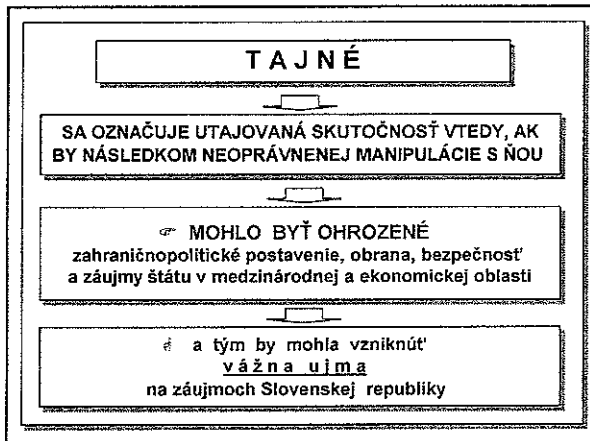 TAJNÉ
SA OZNAČUJE UTAJOVANÁ SKUTOČNOSŤ VTEDY, AK
BY NÁSLEDKOM NEOPRÁVNENEJ MANIPULÁCIE S ŇOU
☞ MOHLO BYŤ OHROZENÉ
zahraničnopolitické postavenie, obrana, bezpečnosť
a záujmy štátu v medzinárodnej a ekonomickej oblasti
a tým by mohla vzniknúť
vážna ujma
na záujmoch Slovenskej republiky